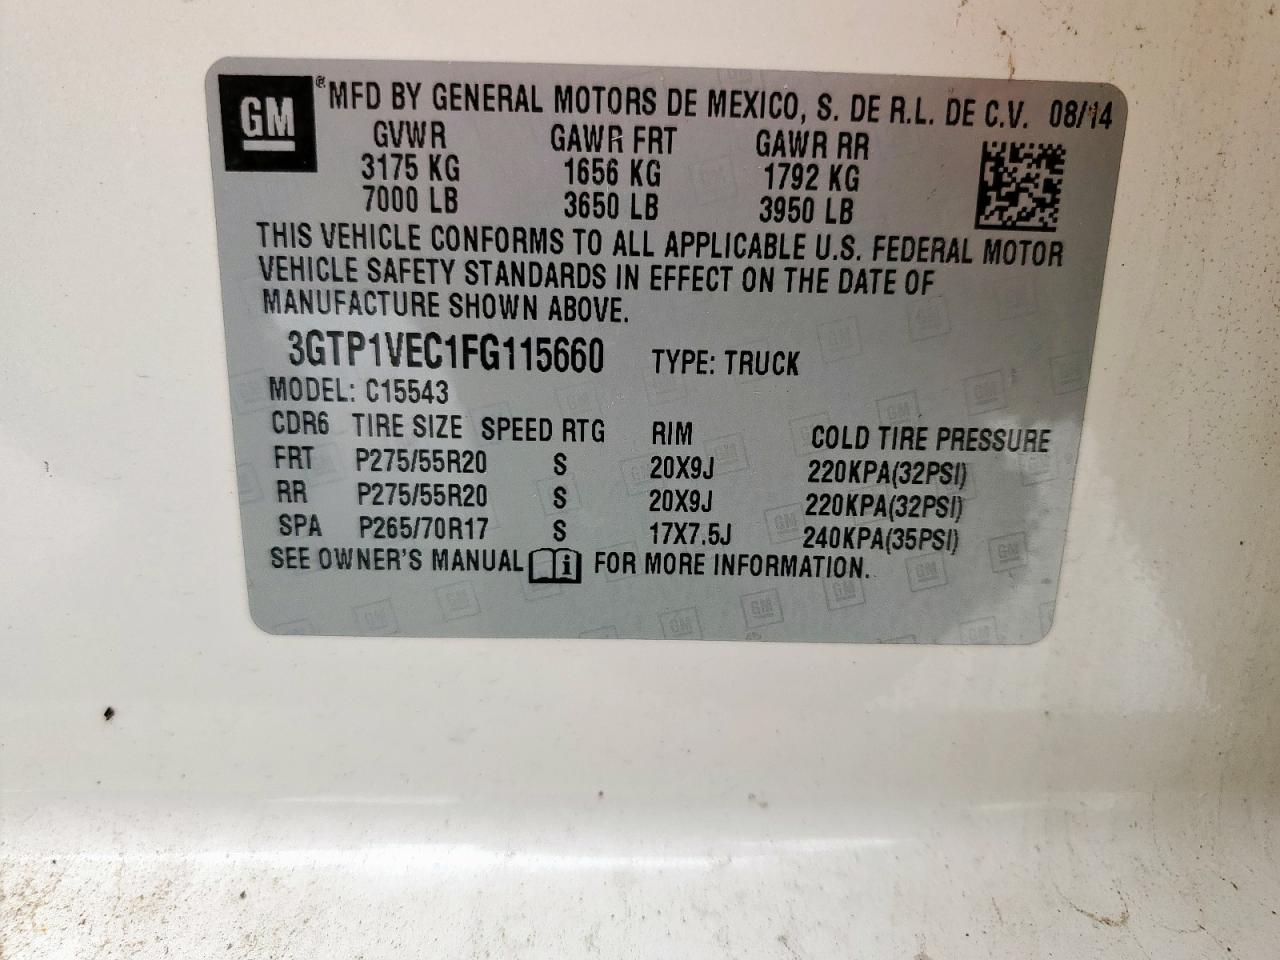 GM ® MFD BY GENERAL MOTORS DE MEXICO, S. DE R.L. DE C.V. 08/14
GVWR GAWR FRT GAWR RR
3175 KG 1656 KG 1792 KG
7000 LB 3650 LB 3950 LB
THIS VEHICLE CONFORMS TO ALL APPLICABLE U.S. FEDERAL MOTOR
VEHICLE SAFETY STANDARDS IN EFFECT ON THE DATE OF
MANUFACTURE SHOWN ABOVE.
3GTP1VEC1FG115660 TYPE: TRUCK
MODEL: C15543
CDR6 TIRE SIZE SPEED RTG RIM COLD TIRE PRESSURE
FRT P275/55R20 S 20X9J 220KPA(32PSI)
RR P275/55R20 S 20X9J 220KPA(32PSI)
SPA P265/70R17 S 17X7.5J 240KPA(35PSI)
SEE OWNER'S MANUAL i FOR MORE INFORMATION.